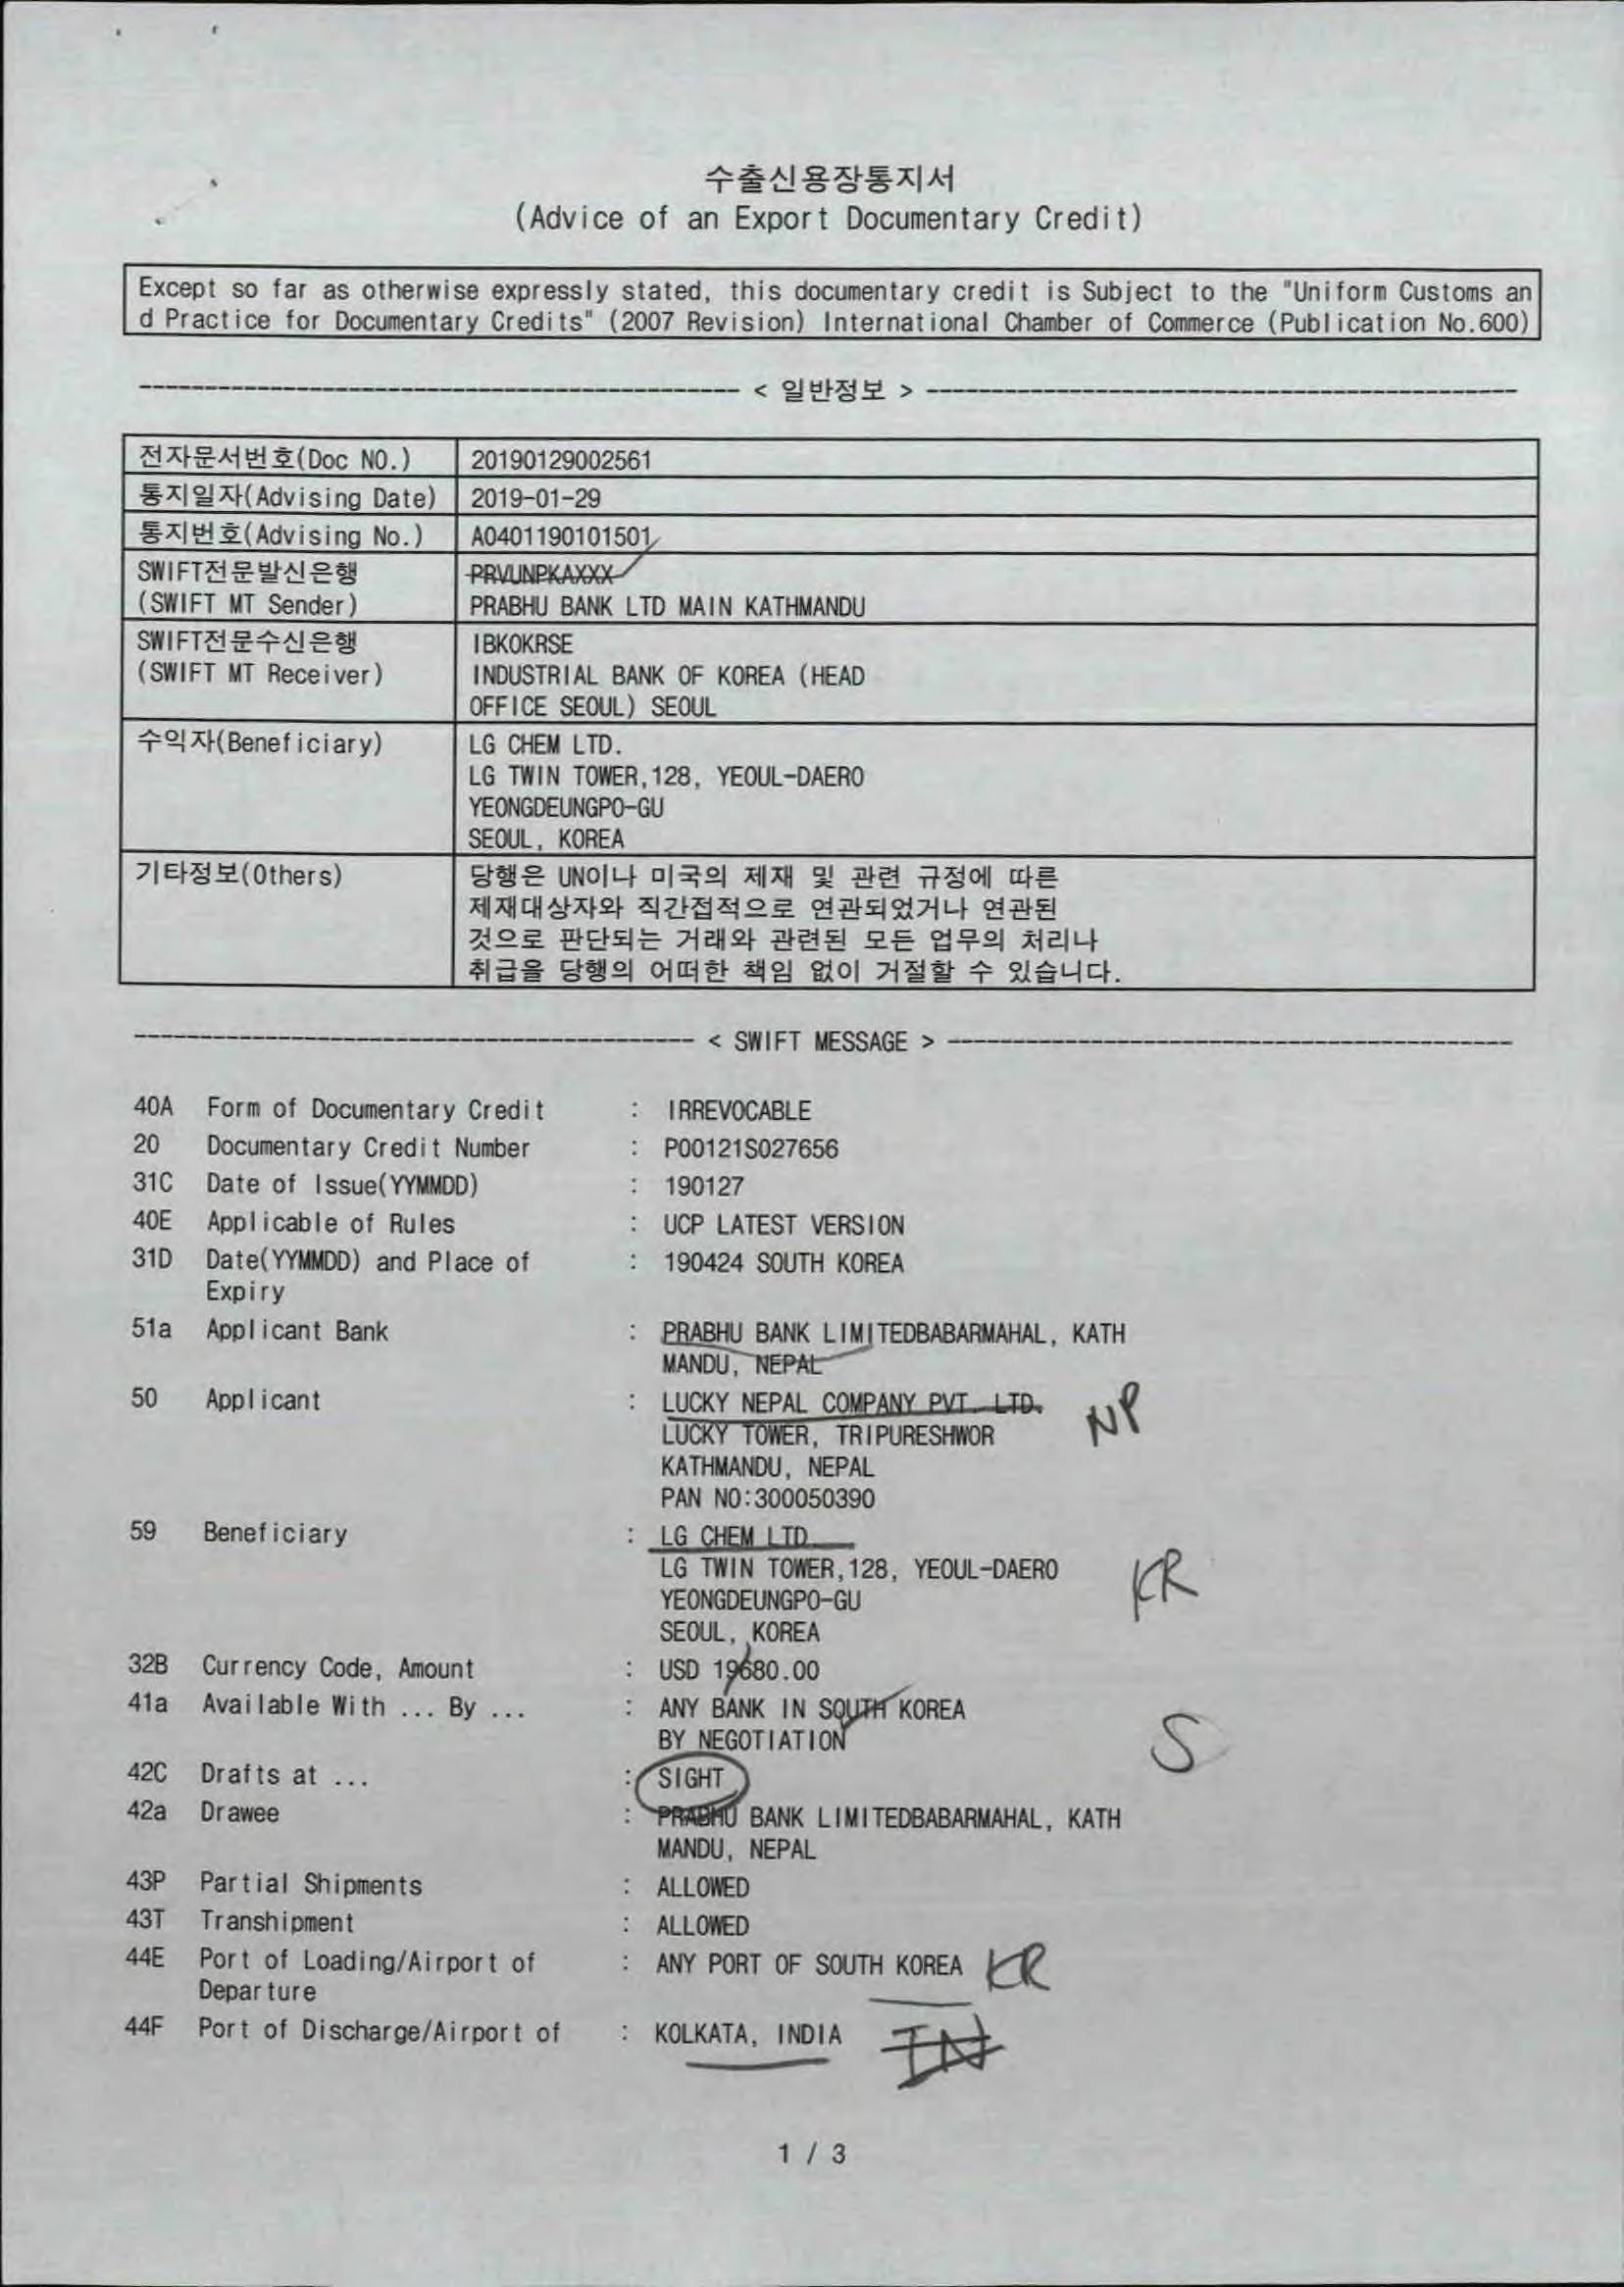 수출신용장통지서
(Advice of an Export Documentary Credit)
Except so far as otherwise expressly stated, this documentary credit is Subject to the "Uniform Customs an
d Practice for Documentary Credits" (2007 Revision) International Chamber of Commerce (Publication No.600)
< 일반정보 >
전자문서번호(Doc NO.) 20190129002561
통지일자(Advising Date) 2019-01-29
통지번호(Advising No.) A0401190101501
SWIFT전문발신은행 PRVUNPKAXXX
(SWIFT MT Sender) PRABHU BANK LTD MAIN KATHMANDU
SWIFT전문수신은행 IBKOKRSE
(SWIFT MT Receiver) INDUSTRIAL BANK OF KOREA (HEAD
OFFICE SEOUL) SEOUL
수익자(Beneficiary) LG CHEM LTD.
LG TWIN TOWER,128, YEOUL-DAERO
YEONGDEUNGPO-GU
SEOUL, KOREA
기타정보(Others) 당행은 UN이나 미국의 제재 및 관련 규정에 따른
제재대상자와 직간접적으로 연관되었거나 연관된
것으로 판단되는 거래와 관련된 모든 업무의 처리나
취급을 당행의 어떠한 책임 없이 거절할 수 있습니다.
< SWIFT MESSAGE >
40A Form of Documentary Credit : IRREVOCABLE
20 Documentary Credit Number : P00121S027656
31C Date of Issue(YYMMDD) : 190127
40E Applicable of Rules : UCP LATEST VERSION
31D Date(YYMMDD) and Place of : 190424 SOUTH KOREA
Expiry
51a Applicant Bank : PRABHU BANK LIMITEDBABARMAHAL, KATH
MANDU, NEPAL
50 Applicant : LUCKY NEPAL COMPANY PVT. LTD. NP
LUCKY TOWER, TRIPURESHWOR
KATHMANDU, NEPAL
PAN NO:300050390
59 Beneficiary : LG CHEM LTD
LG TWIN TOWER,128, YEOUL-DAERO KR
YEONGDEUNGPO-GU
SEOUL, KOREA
32B Currency Code, Amount : USD 19680.00
41a Available With ... By ... : ANY BANK IN SOUTH KOREA
BY NEGOTIATION S
42C Drafts at ... : SIGHT
42a Drawee : PRABHU BANK LIMITEDBABARMAHAL, KATH
MANDU, NEPAL
43P Partial Shipments : ALLOWED
43T Transhipment : ALLOWED
44E Port of Loading/Airport of : ANY PORT OF SOUTH KOREA KR
Departure
44F Port of Discharge/Airport of : KOLKATA, INDIA IN
1 / 3